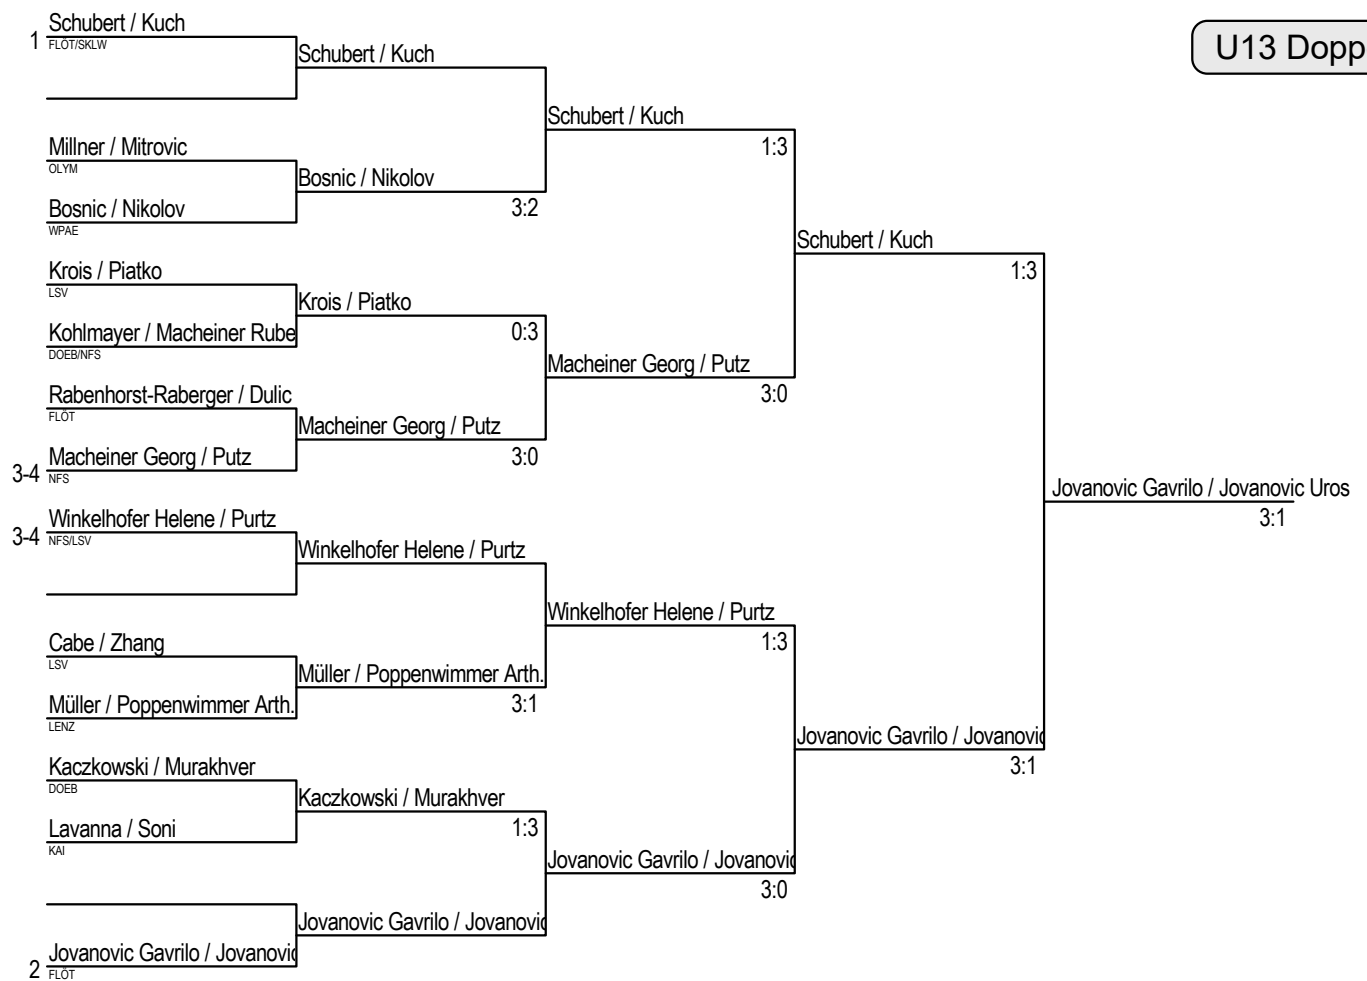 U13 Dopp
1 Schubert / Kuch
FLÖT/SKLW
Millner / Mitrovic
OLYM
Bosnic / Nikolov
WPAE
Krois / Piatko
LSV
Kohlmayer / Macheiner Rube
DOEB/NFS
Rabenhorst-Raberger / Dulic
FLÖT
3-4 Macheiner Georg / Putz
NFS
3-4 Winkelhofer Helene / Purtz
NFS/LSV
Cabe / Zhang
LSV
Müller / Poppenwimmer Arth.
LENZ
Kaczkowski / Murakhver
DOEB
Lavanna / Soni
KAI
2 Jovanovic Gavrilo / Jovanovic
FLÖT
Schubert / Kuch
Bosnic / Nikolov
3:2
Krois / Piatko
0:3
Macheiner Georg / Putz
3:0
Winkelhofer Helene / Purtz
Müller / Poppenwimmer Arth.
3:1
Kaczkowski / Murakhver
1:3
Jovanovic Gavrilo / Jovanovic
Schubert / Kuch
1:3
Macheiner Georg / Putz
3:0
Winkelhofer Helene / Purtz
1:3
Jovanovic Gavrilo / Jovanovic
3:0
Schubert / Kuch
1:3
Jovanovic Gavrilo / Jovanovic
3:1
Jovanovic Gavrilo / Jovanovic Uros
3:1